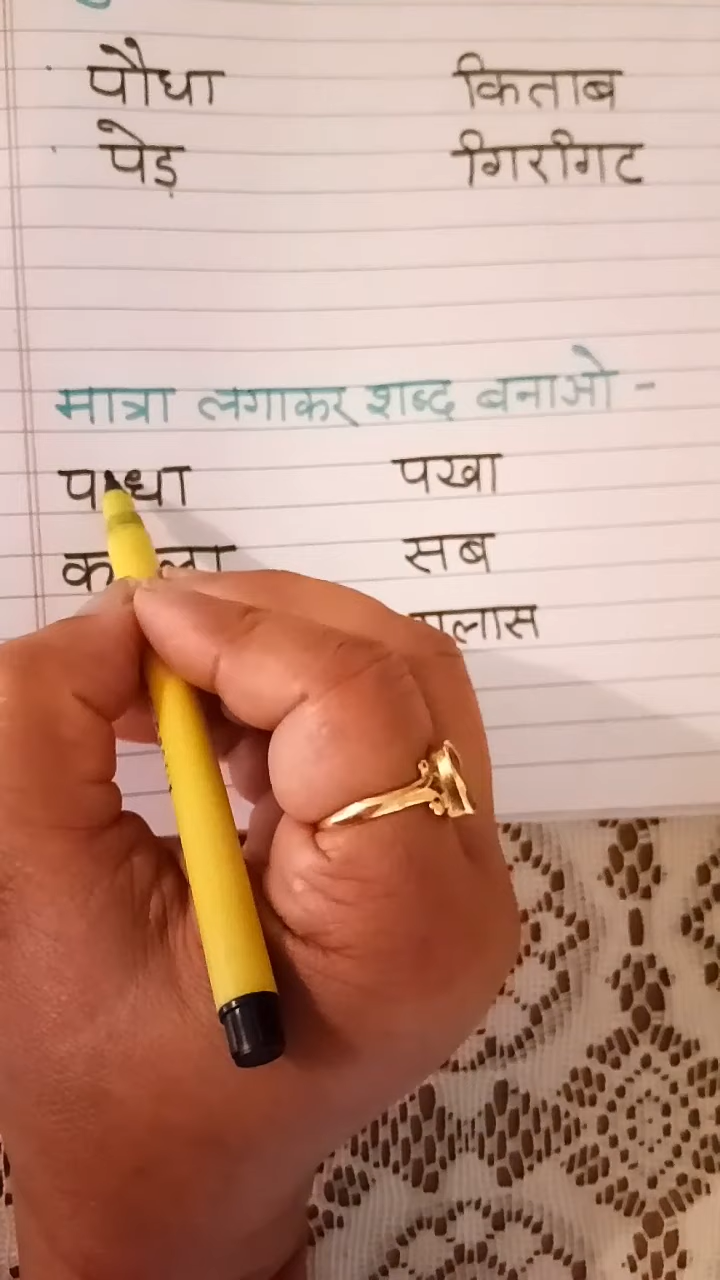 पौधा किताब
पेड़ गिरगिट
मात्रा लगाकर शब्द बनाओ -
पखा
सब